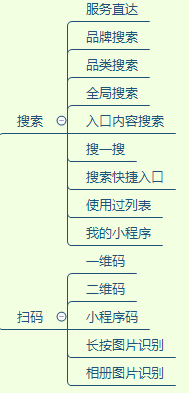 搜索
服务直达
品牌搜索
品类搜索
全局搜索
入口内容搜索
搜一搜
搜索快捷入口
使用过列表
我的小程序
扫码
一维码
二维码
小程序码
长按图片识别
相册图片识别